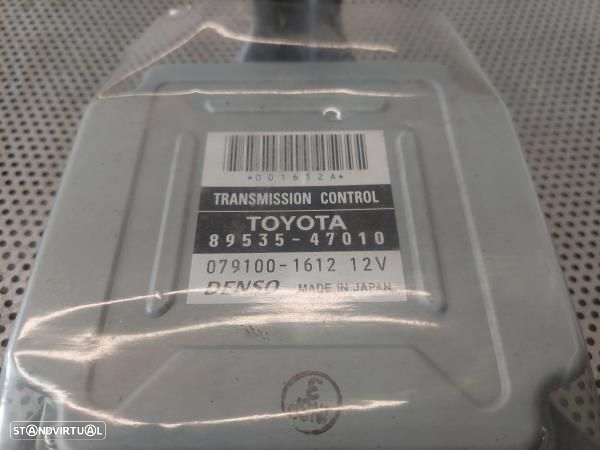 *001612A*
TRANSMISSION CONTROL
TOYOTA
89535-47010
079100-1612 12V
DENSO MADE IN JAPAN
STANDVIRTUAL